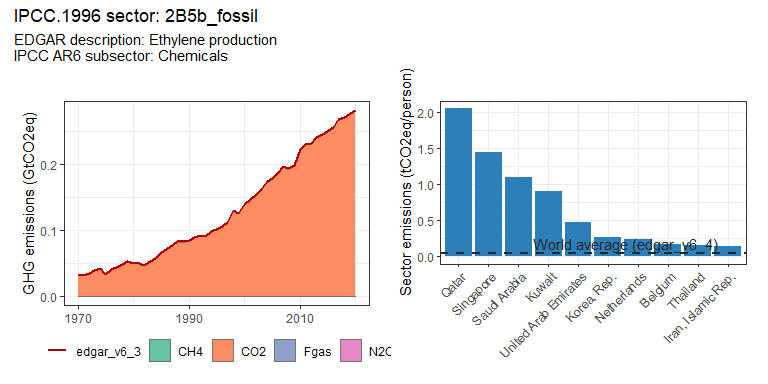 IPCC.1996 sector: 2B5b_fossil
EDGAR description: Ethylene production
IPCC AR6 subsector: Chemicals
GHG emissions (GtCO2eq)
0.2
0.1
0.0
1970
1990
2010
edgar_v6_3
CH4
CO2
Fgas
N2O
Sector emissions (tCO2eq/person)
2.0
1.5
1.0
0.5
0.0
World average (edgar_v6_4)
Qatar
Singapore
Saudi Arabia
Kuwait
United Arab Emirates
Korea, Rep.
Netherlands
Belgium
Thailand
Iran, Islamic Rep.